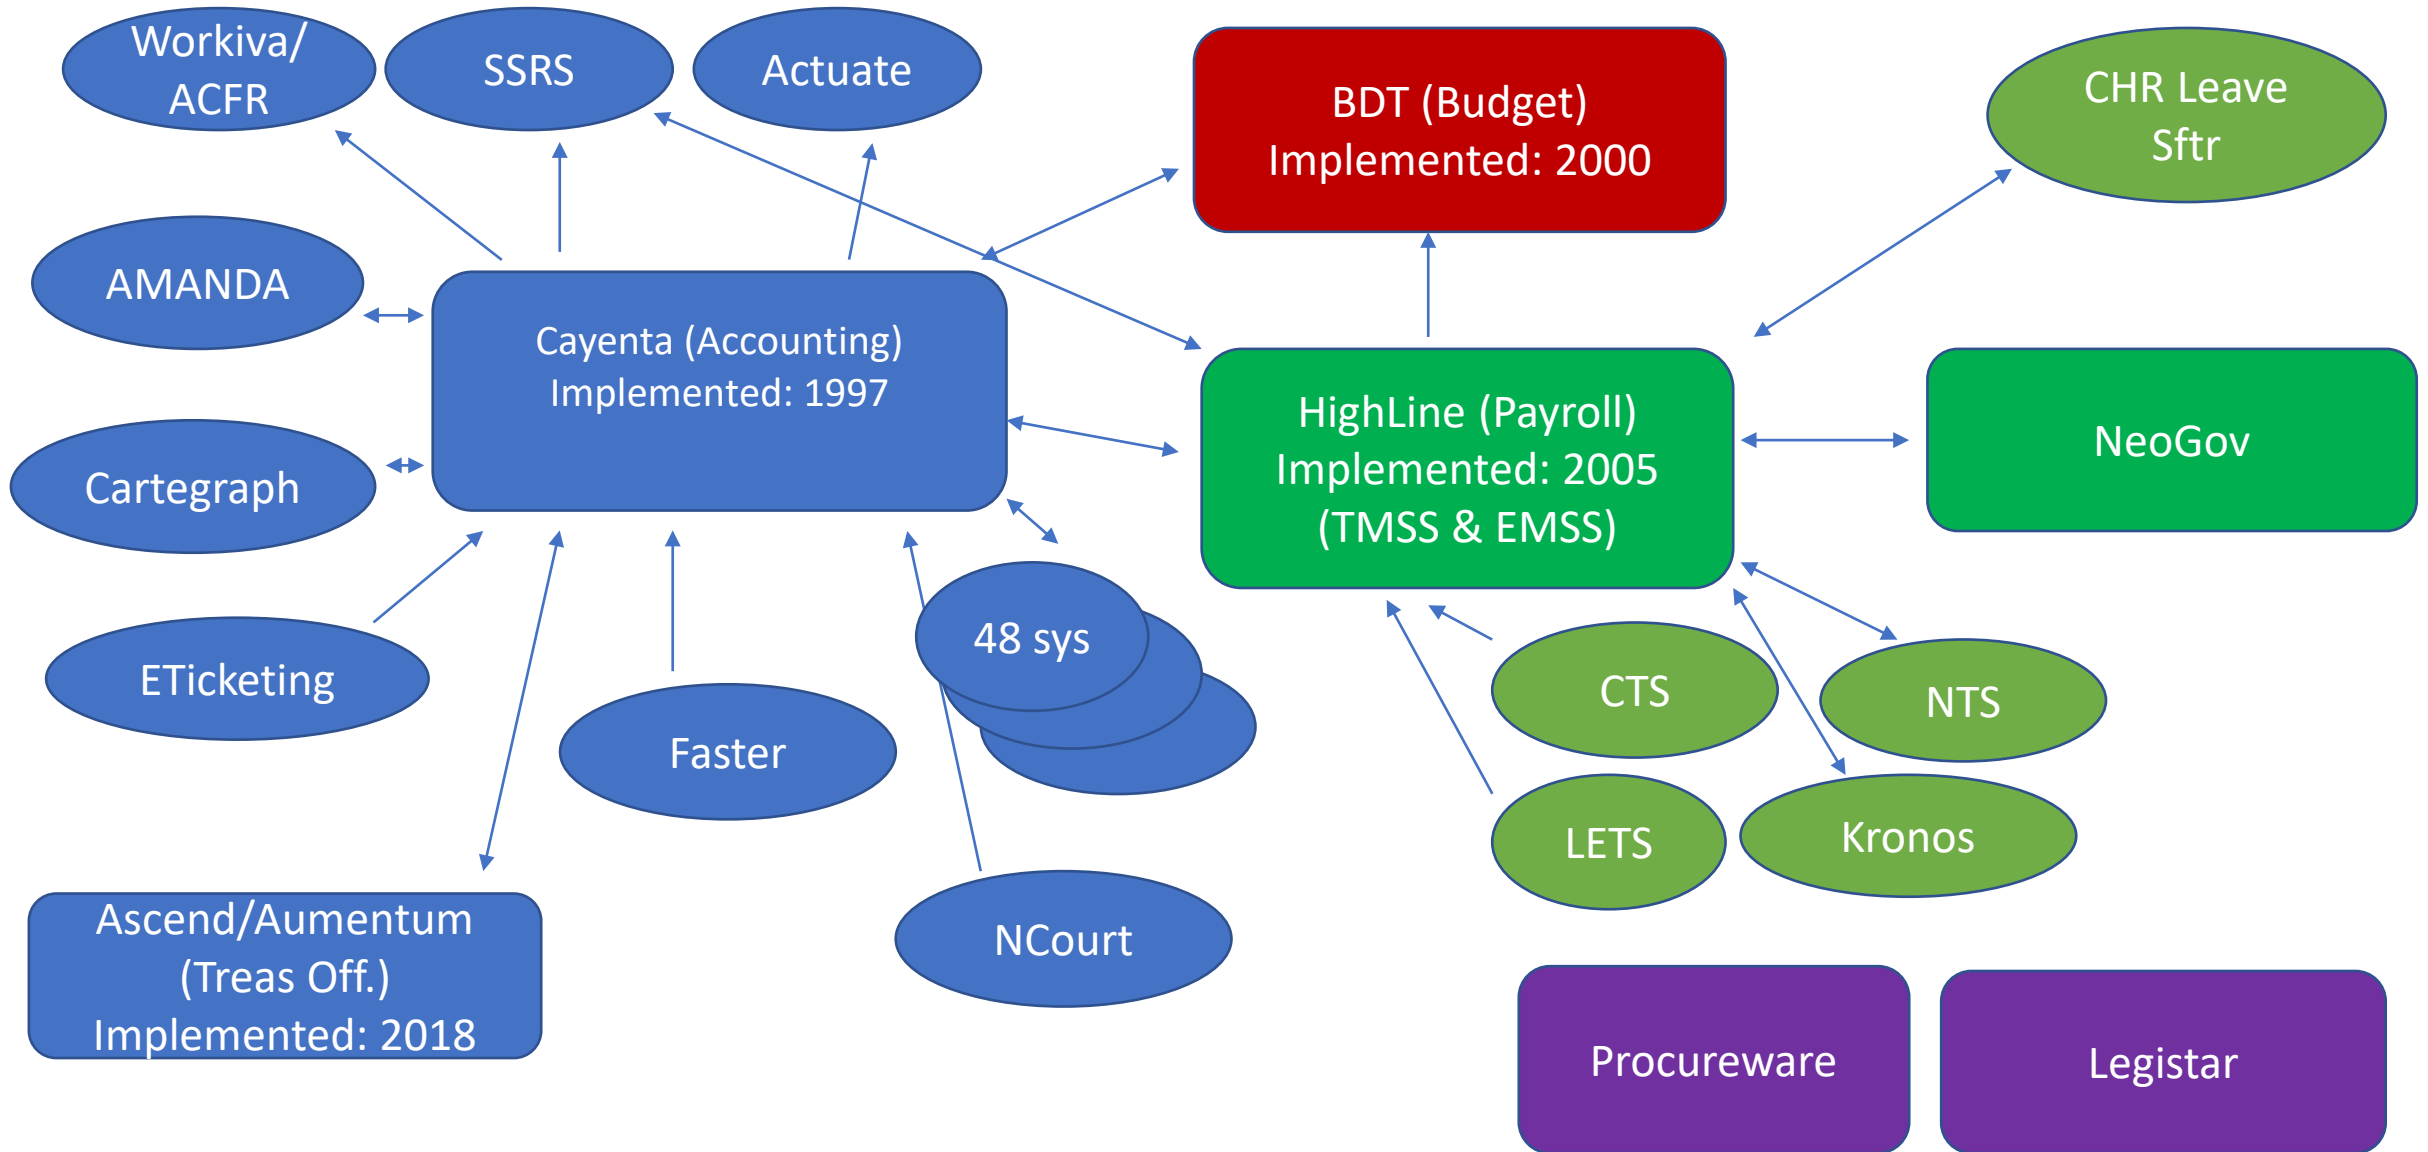 Workiva/
ACFR
SSRS
Actuate
BDT (Budget)
Implemented: 2000
CHR Leave
Sftr
AMANDA
Cayenta (Accounting)
Implemented: 1997
HighLine (Payroll)
Implemented: 2005
(TMSS & EMSS)
NeoGov
Cartegraph
ETicketing
48 sys
CTS
NTS
Faster
LETS
Kronos
Ascend/Aumentum
(Treas Off.)
Implemented: 2018
NCourt
Procureware
Legistar